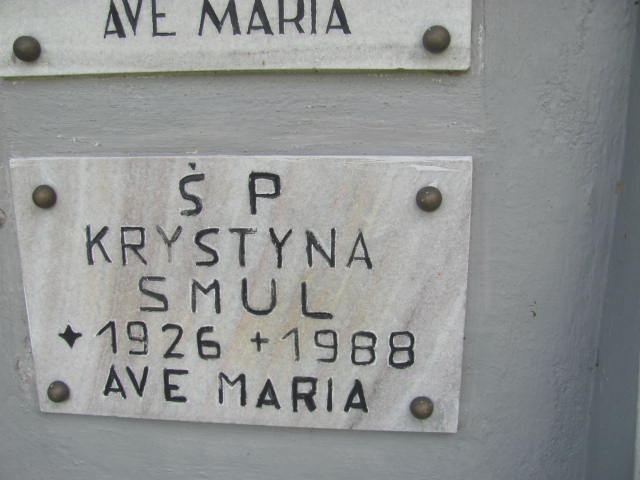 AVE MARIA
Ś P
KRYSTYNA
SMUL
1926 + 1988
AVE MARIA